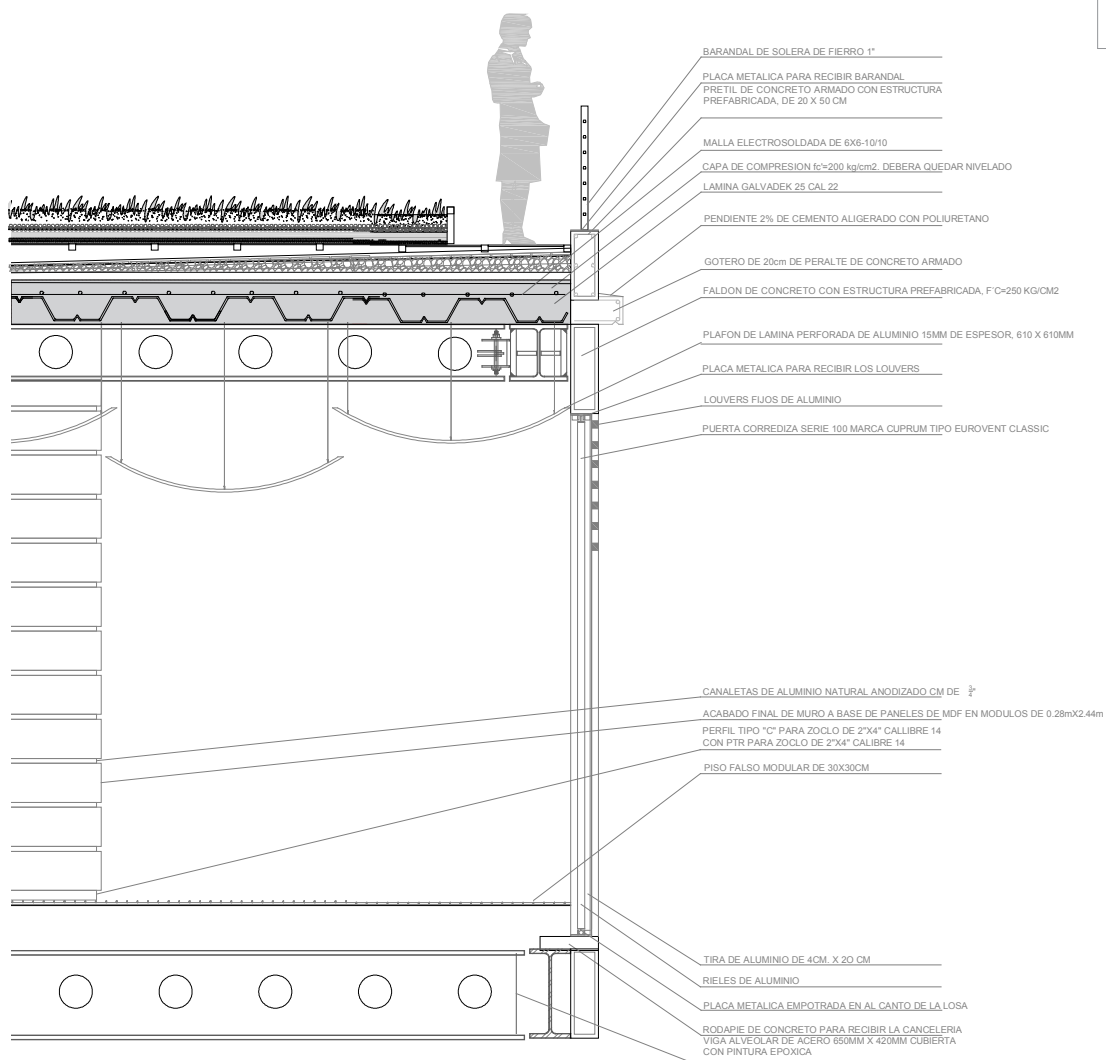 BARANDAL DE SOLERA DE FIERRO 1"
PLACA METALICA PARA RECIBIR BARANDAL
PRETIL DE CONCRETO ARMADO CON ESTRUCTURA
PREFABRICADA, DE 20 X 50 CM
MALLA ELECTROSOLDADA DE 6X6-10/10
CAPA DE COMPRESION fc'=200 kg/cm2. DEBERA QUEDAR NIVELADO
LAMINA GALVADEK 25 CAL 22
PENDIENTE 2% DE CEMENTO ALIGERADO CON POLIURETANO
GOTERO DE 20cm DE PERALTE DE CONCRETO ARMADO
FALDON DE CONCRETO CON ESTRUCTURA PREFABRICADA, F´C=250 KG/CM2
PLAFON DE LAMINA PERFORADA DE ALUMINIO 15MM DE ESPESOR, 610 X 610MM
PLACA METALICA PARA RECIBIR LOS LOUVERS
LOUVERS FIJOS DE ALUMINIO
PUERTA CORREDIZA SERIE 100 MARCA CUPRUM TIPO EUROVENT CLASSIC
CANALETAS DE ALUMINIO NATURAL ANODIZADO CM DE
ACABADO FINAL DE MURO A BASE DE PANELES DE MDF EN MODULOS DE 0.28mX2.44m
PERFIL TIPO "C" PARA ZOCLO DE 2"X4" CALLIBRE 14
CON PTR PARA ZOCLO DE 2"X4" CALIBRE 14
PISO FALSO MODULAR DE 30X30CM
TIRA DE ALUMINIO DE 4CM. X 2O CM
RIELES DE ALUMINIO
PLACA METALICA EMPOTRADA EN AL CANTO DE LA LOSA
RODAPIE DE CONCRETO PARA RECIBIR LA CANCELERIA
VIGA ALVEOLAR DE ACERO 650MM X 420MM CUBIERTA
CON PINTURA EPOXICA